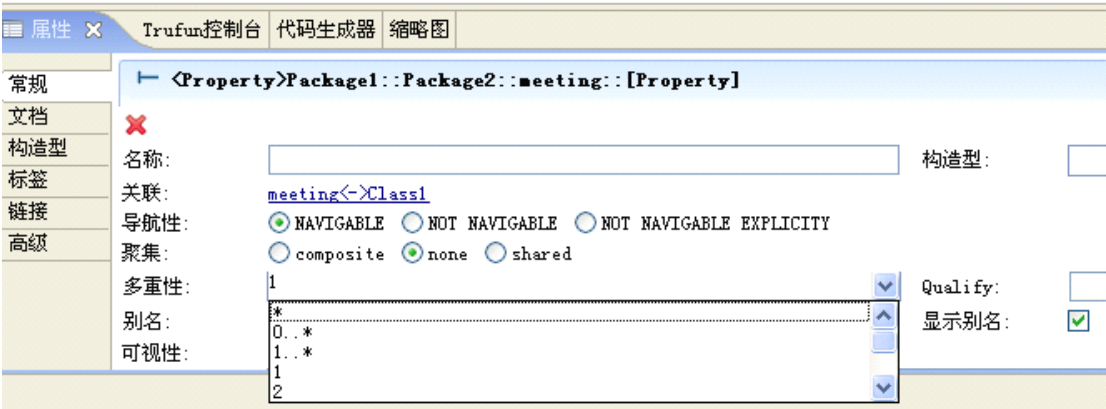 属性 Trufun控制台 代码生成器 缩略图
常规 <Property>Package1::Package2::meeting::[Property]
文档
构造型 名称: 构造型:
标签 关联: meeting<->Class1
链接 导航性: NAVIGABLE NOT NAVIGABLE NOT NAVIGABLE EXPLICITY
高级 聚集: composite none shared
多重性: 1 Qualify:
*
别名: 显示别名:
0..*
可视性: 1..*
1
2